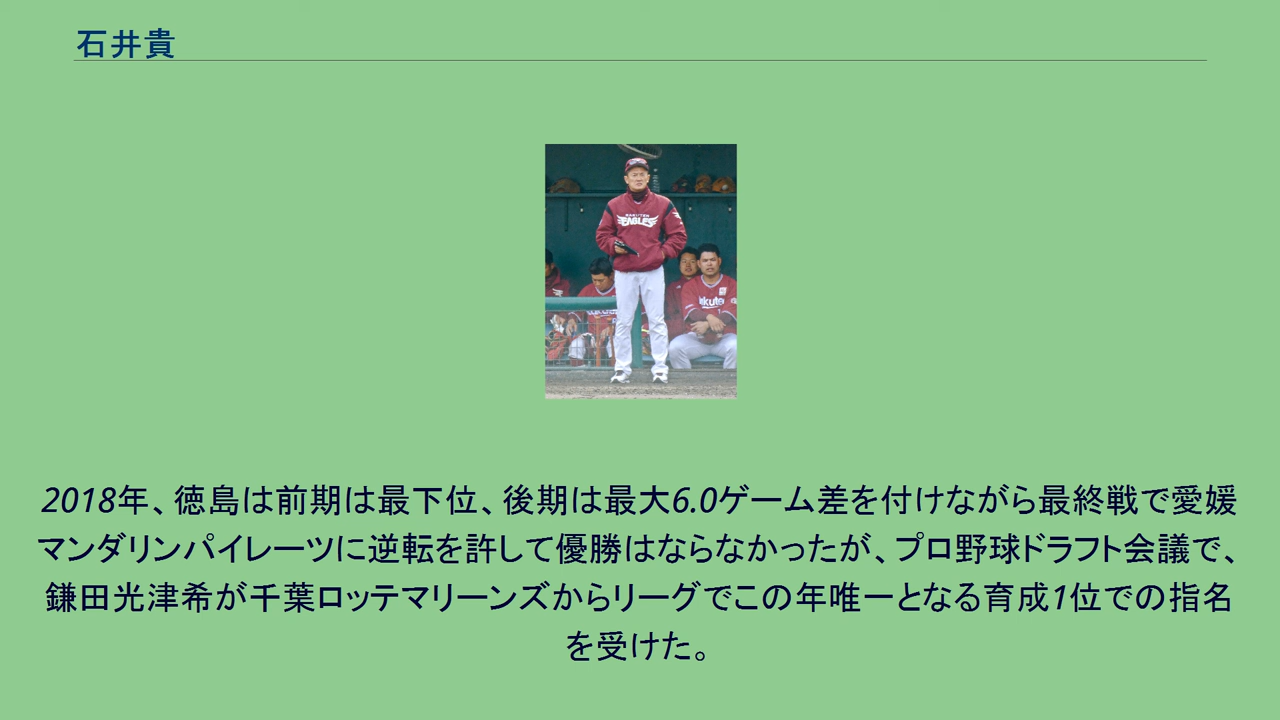 石井貴
RAKUTEN
EAGLES
2018年、徳島は前期は最下位、後期は最大6.0ゲーム差を付けながら最終戦で愛媛
マンダリンパイレーツに逆転を許して優勝はならなかったが、プロ野球ドラフト会議で、
鎌田光津希が千葉ロッテマリーンズからリーグでこの年唯一となる育成1位での指名
を受けた。